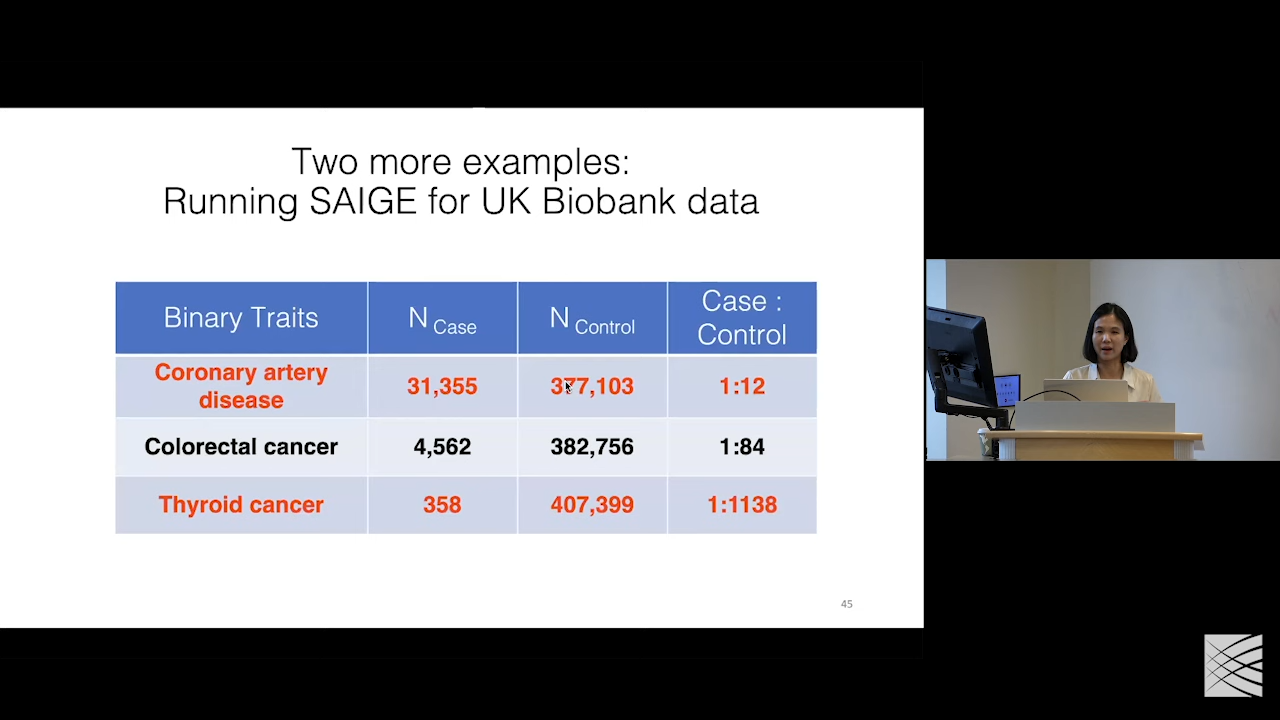 Two more examples:
Running SAIGE for UK Biobank data
Binary Traits
N Case
N Control
Case :
Control
Coronary artery
disease
31,355
377,103
1:12
Colorectal cancer
4,562
382,756
1:84
Thyroid cancer
358
407,399
1:1138
45